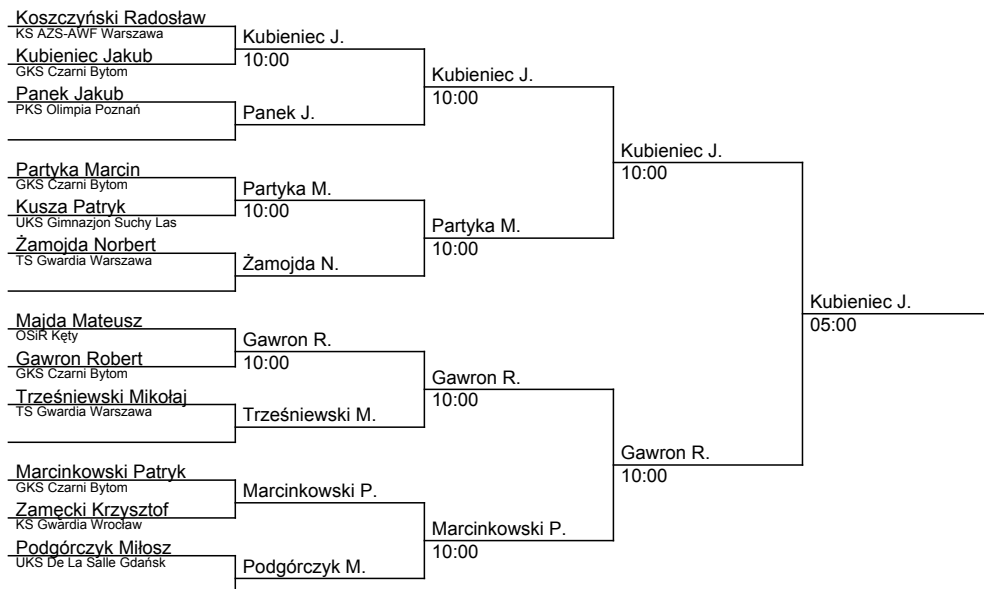 Koszczyński Radosław
KS AZS-AWF Warszawa
Kubieniec Jakub
GKS Czarni Bytom
Panek Jakub
PKS Olimpia Poznań
Partyka Marcin
GKS Czarni Bytom
Kusza Patryk
UKS Gimnazjon Suchy Las
Żamojda Norbert
TS Gwardia Warszawa
Majda Mateusz
OSiR Kęty
Gawron Robert
GKS Czarni Bytom
Trześniewski Mikołaj
TS Gwardia Warszawa
Marcinkowski Patryk
GKS Czarni Bytom
Zamęcki Krzysztof
KS Gwardia Wrocław
Podgórczyk Miłosz
UKS De La Salle Gdańsk
Kubieniec J.
10:00
Panek J.
Partyka M.
10:00
Żamojda N.
Gawron R.
10:00
Trześniewski M.
Marcinkowski P.
Podgórczyk M.
Kubieniec J.
10:00
Partyka M.
10:00
Gawron R.
10:00
Marcinkowski P.
10:00
Kubieniec J.
10:00
Gawron R.
10:00
Kubieniec J.
05:00